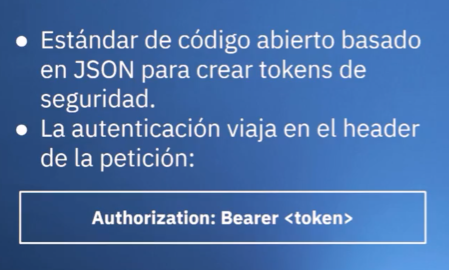 ● Estándar de código abierto basado
en JSON para crear tokens de
seguridad.
● La autenticación viaja en el header
de la petición:
Authorization: Bearer <token>